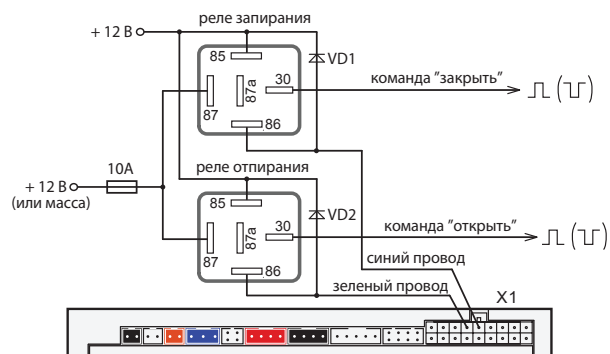 реле запирания
+ 12 В
85
VD1
30
87a
87
86
команда "закрыть"
( )
10А
реле отпирания
+ 12 В
(или масса)
85
VD2
30
87a
87
86
команда "открыть"
( )
синий провод
зеленый провод
X1